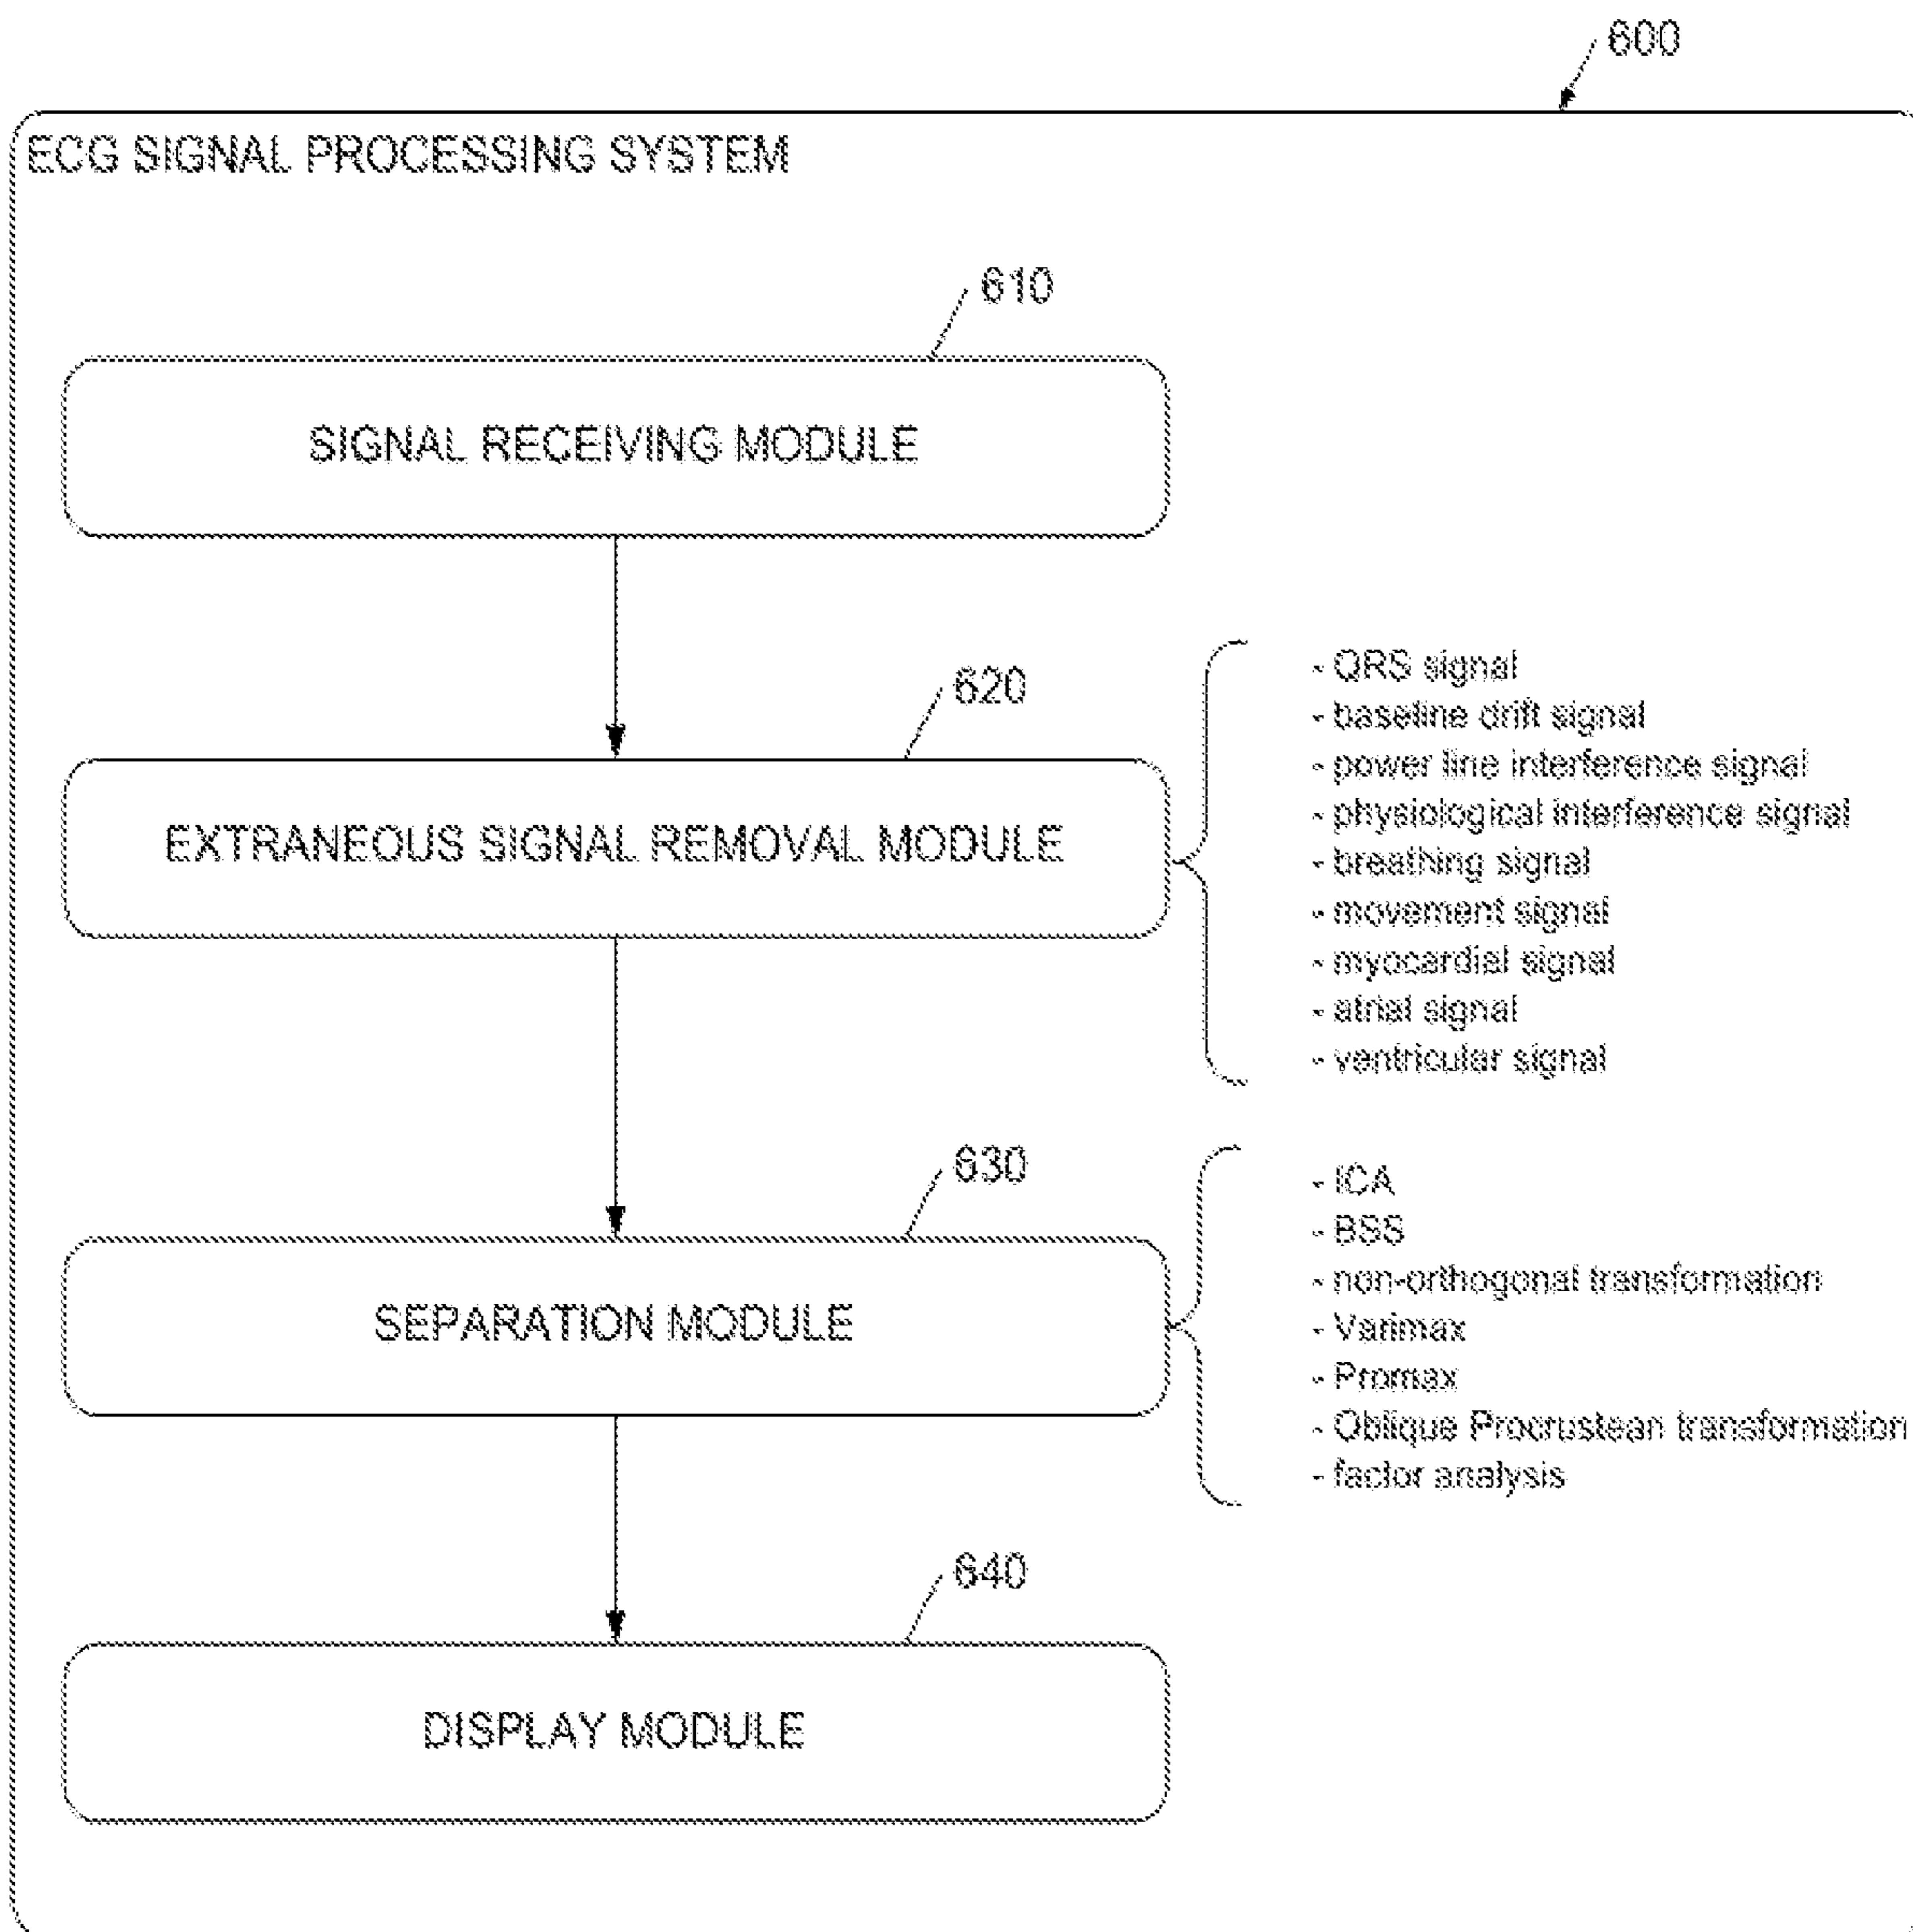 600
ECG SIGNAL PROCESSING SYSTEM
610
SIGNAL RECEIVING MODULE
620
EXTRANEOUS SIGNAL REMOVAL MODULE
- QRS signal
- baseline drift signal
- power line interference signal
- physiological interference signal
- breathing signal
- movement signal
- myocardial signal
- atrial signal
- ventricular signal
630
SEPARATION MODULE
- ICA
- BSS
- non-orthogonal transformation
- Varimax
- Promax
- Oblique Procrustean transformation
- factor analysis
640
DISPLAY MODULE